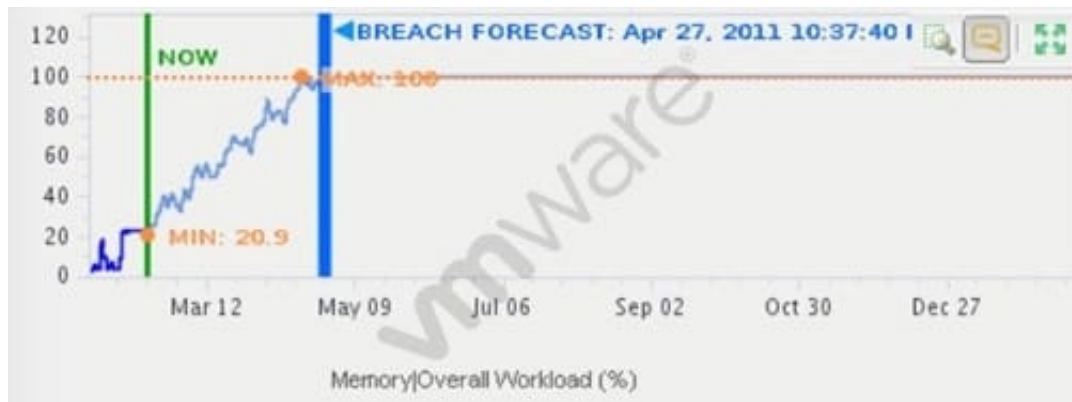 120
100
80
60
40
20
0
NOW
BREACH FORECAST: Apr 27, 2011 10:37:40
MAX: 100
MIN: 20.9
Mar 12 May 09 Jul 06 Sep 02 Oct 30 Dec 27
vmware®
Memory|Overall Workload (%)